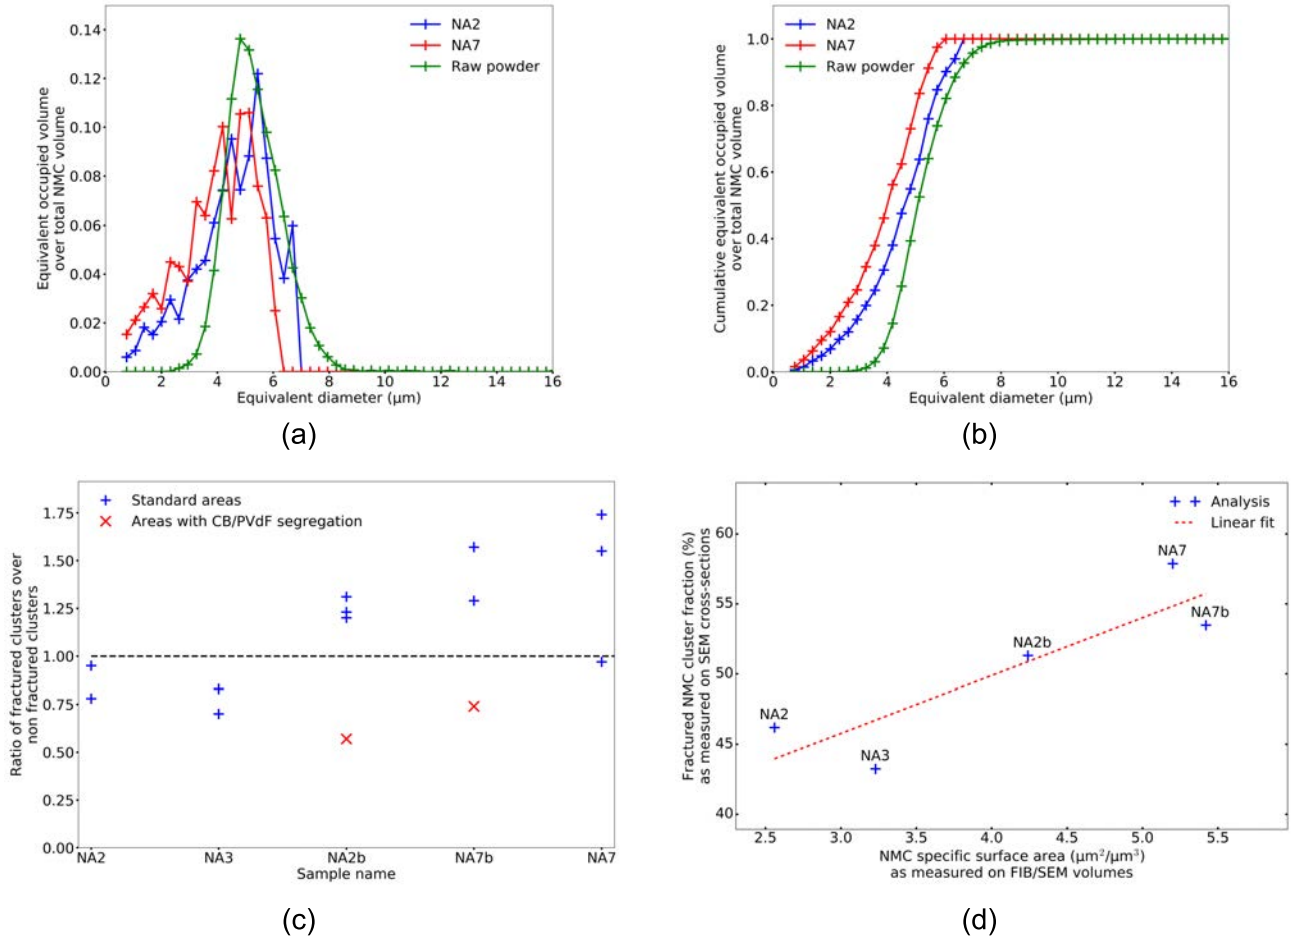 NA2
NA7
Raw powder
0.14
0.12
0.10
0.08
0.06
0.04
0.02
0.00
Equivalent occupied volume
over total NMC volume
0 2 4 6 8 10 12 14 16
Equivalent diameter (μm)
(a)
NA2
NA7
Raw powder
1.0
0.8
0.6
0.4
0.2
0.0
Cumulative equivalent occupied volume
over total NMC volume
0 2 4 6 8 10 12 14 16
Equivalent diameter (μm)
(b)
Standard areas
Areas with CB/PVdF segregation
1.75
1.50
1.25
1.00
0.75
0.50
0.25
0.00
Ratio of fractured clusters over
non fractured clusters
NA2 NA3 NA2b NA7b NA7
Sample name
(c)
Analysis
Linear fit
60
55
50
45
40
Fractured NMC cluster fraction (%)
as measured on SEM cross-sections
NA7
NA7b
NA2b
NA2
NA3
2.5 3.0 3.5 4.0 4.5 5.0 5.5
NMC specific surface area (μm²/μm³)
as measured on FIB/SEM volumes
(d)